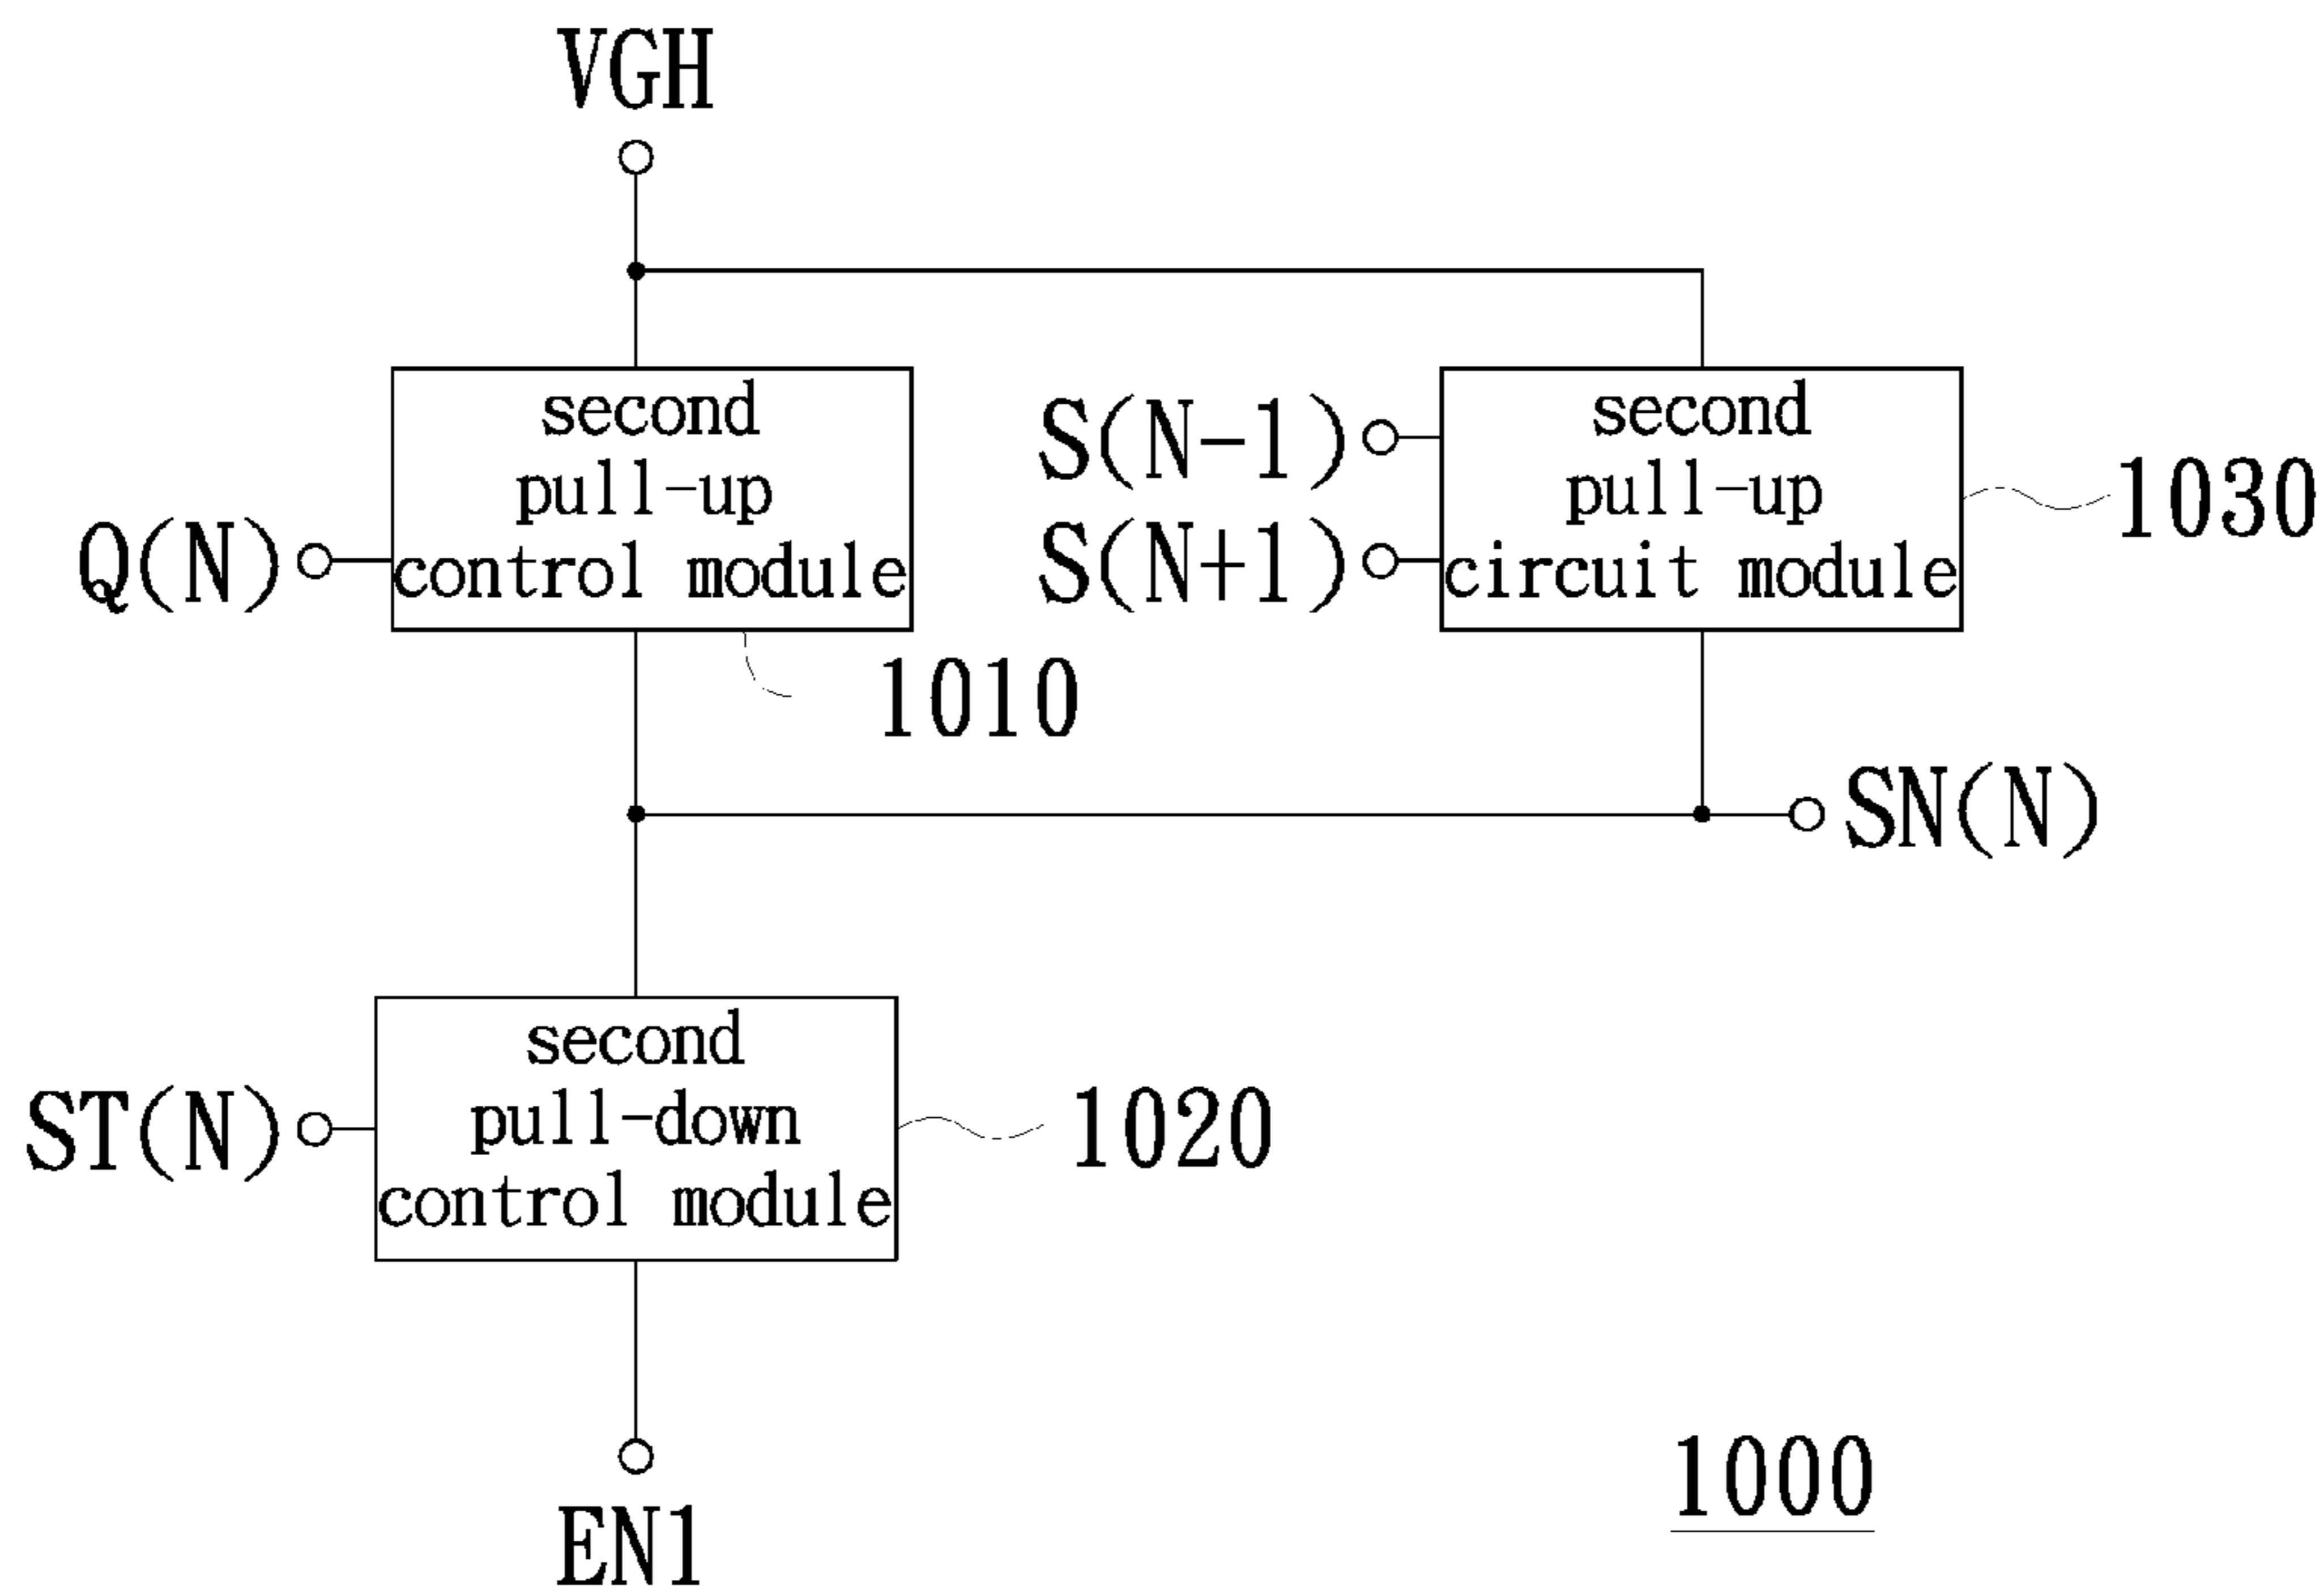 VGH
second
pull-up
control module
Q(N)
1010
S(N-1)
S(N+1)
second
pull-up
circuit module
1030
SN(N)
second
pull-down
control module
ST(N)
1020
EN1
1000